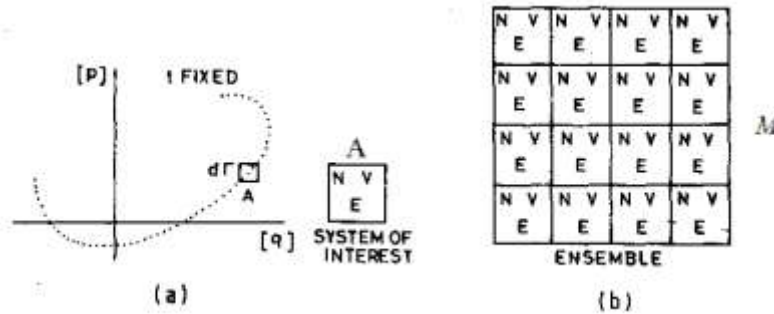 [p]
t FIXED
dΓ
A
[q]
(a)
A
N V
E
SYSTEM OF
INTEREST
N V N V N V N V
E E E E
N V N V N V N V
E E E E
N V N V N V N V
E E E E
N V N V N V N V
E E E E
M
ENSEMBLE
(b)